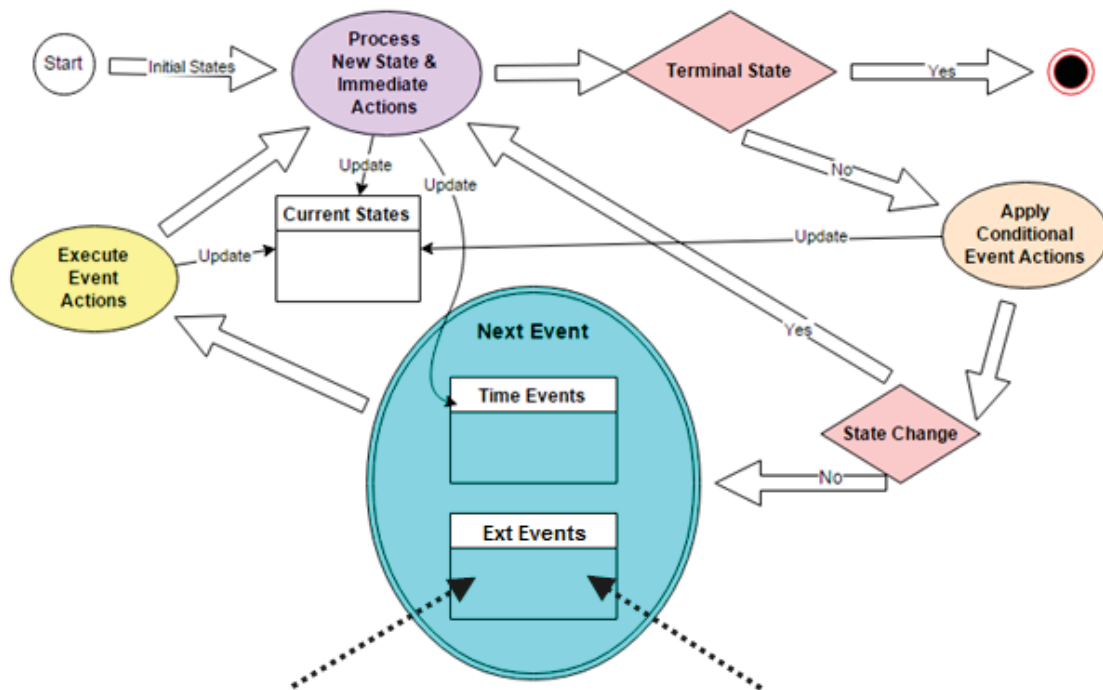 Start
Initial States
Process
New State &
Immediate
Actions
Terminal State
Yes
No
Update
Update
Current States
Apply
Conditional
Event Actions
Update
Execute
Event
Actions
Update
Yes
Next Event
Time Events
State Change
No
Ext Events